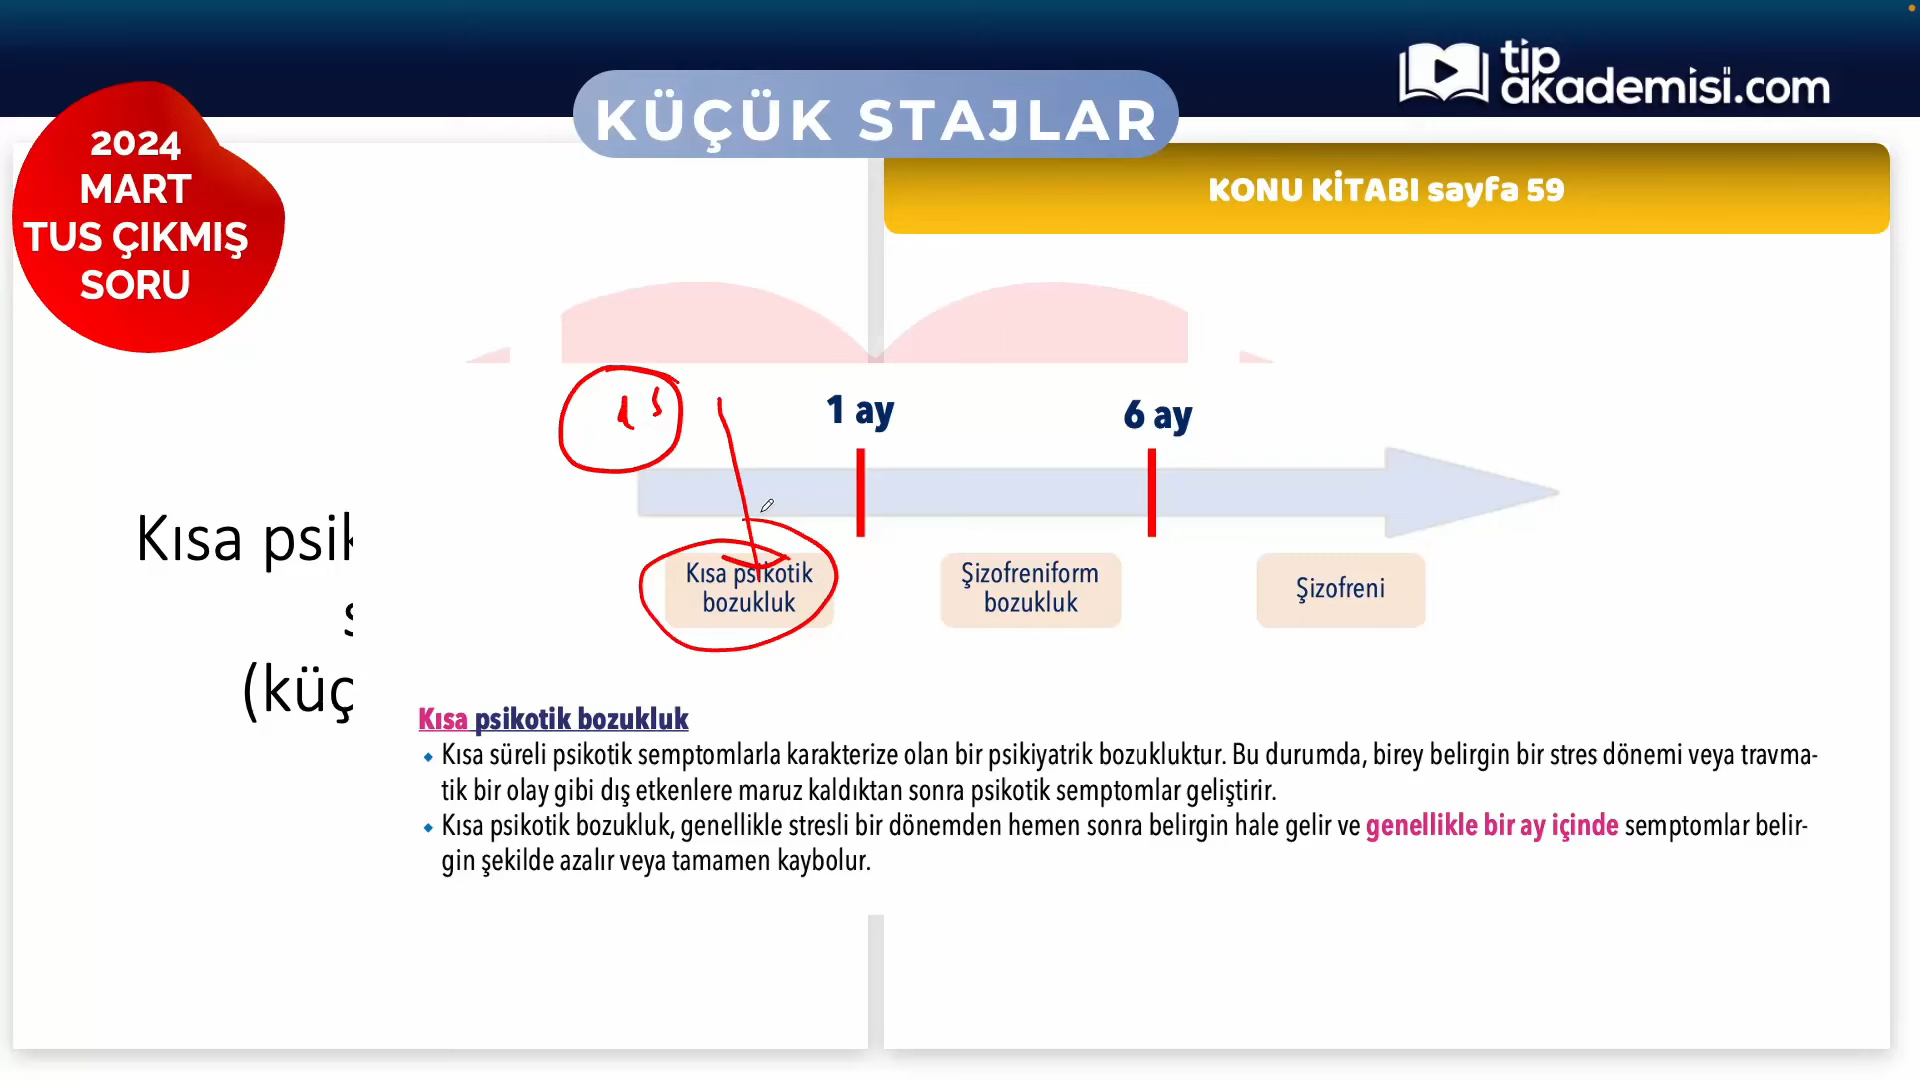 tip
akademisi.com
KÜÇÜK STAJLAR
2024
MART
TUS ÇIKMIŞ
SORU
KONU KİTABI sayfa 59
1 ay
6 ay
Kısa
(küç
Kısa psikotik
bozukluk
Şizofreniform
bozukluk
Şizofreni
Kısa psikotik bozukluk
Kısa süreli psikotik semptomlarla karakterize olan bir psikiyatrik bozukluktur. Bu durumda, birey belirgin bir stres dönemi veya travma-
tik bir olay gibi dış etkenlere maruz kaldıktan sonra psikotik semptomlar geliştirir.
Kısa psikotik bozukluk, genellikle stresli bir dönemden hemen sonra belirgin hale gelir ve genellikle bir ay içinde semptomlar belir-
gin şekilde azalır veya tamamen kaybolur.